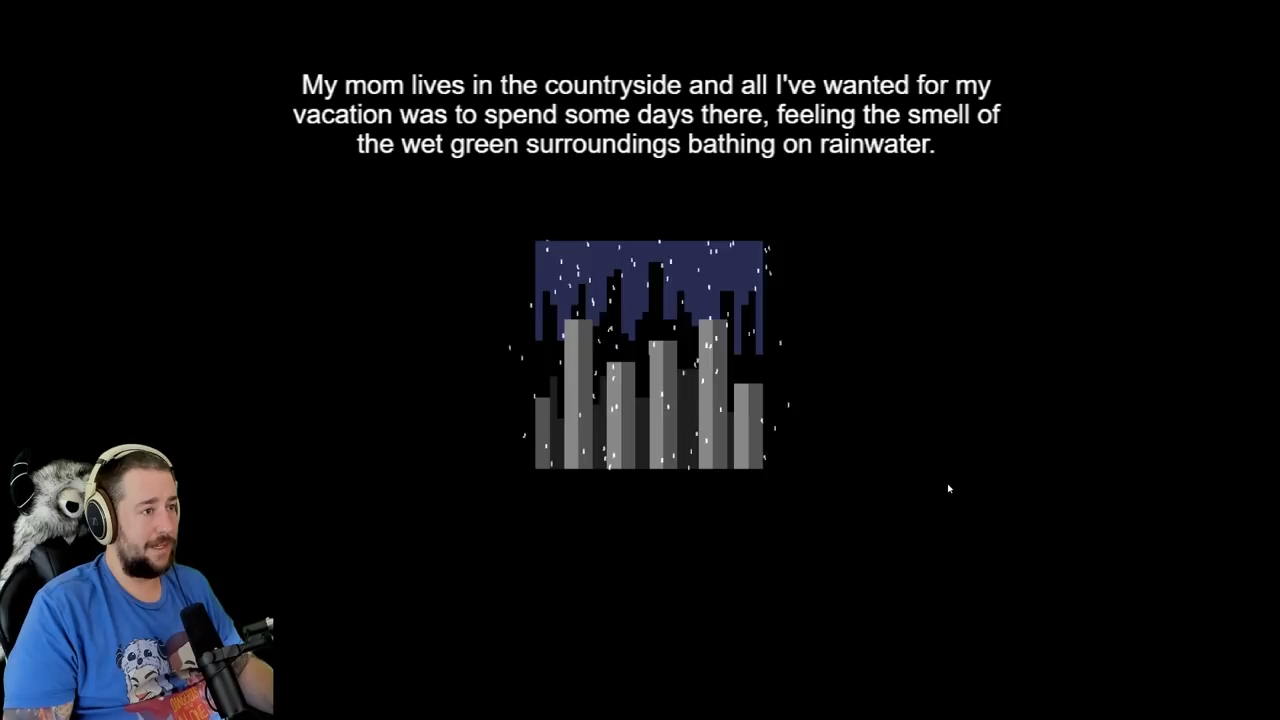 My mom lives in the countryside and all I've wanted for my
vacation was to spend some days there, feeling the smell of
the wet green surroundings bathing on rainwater.